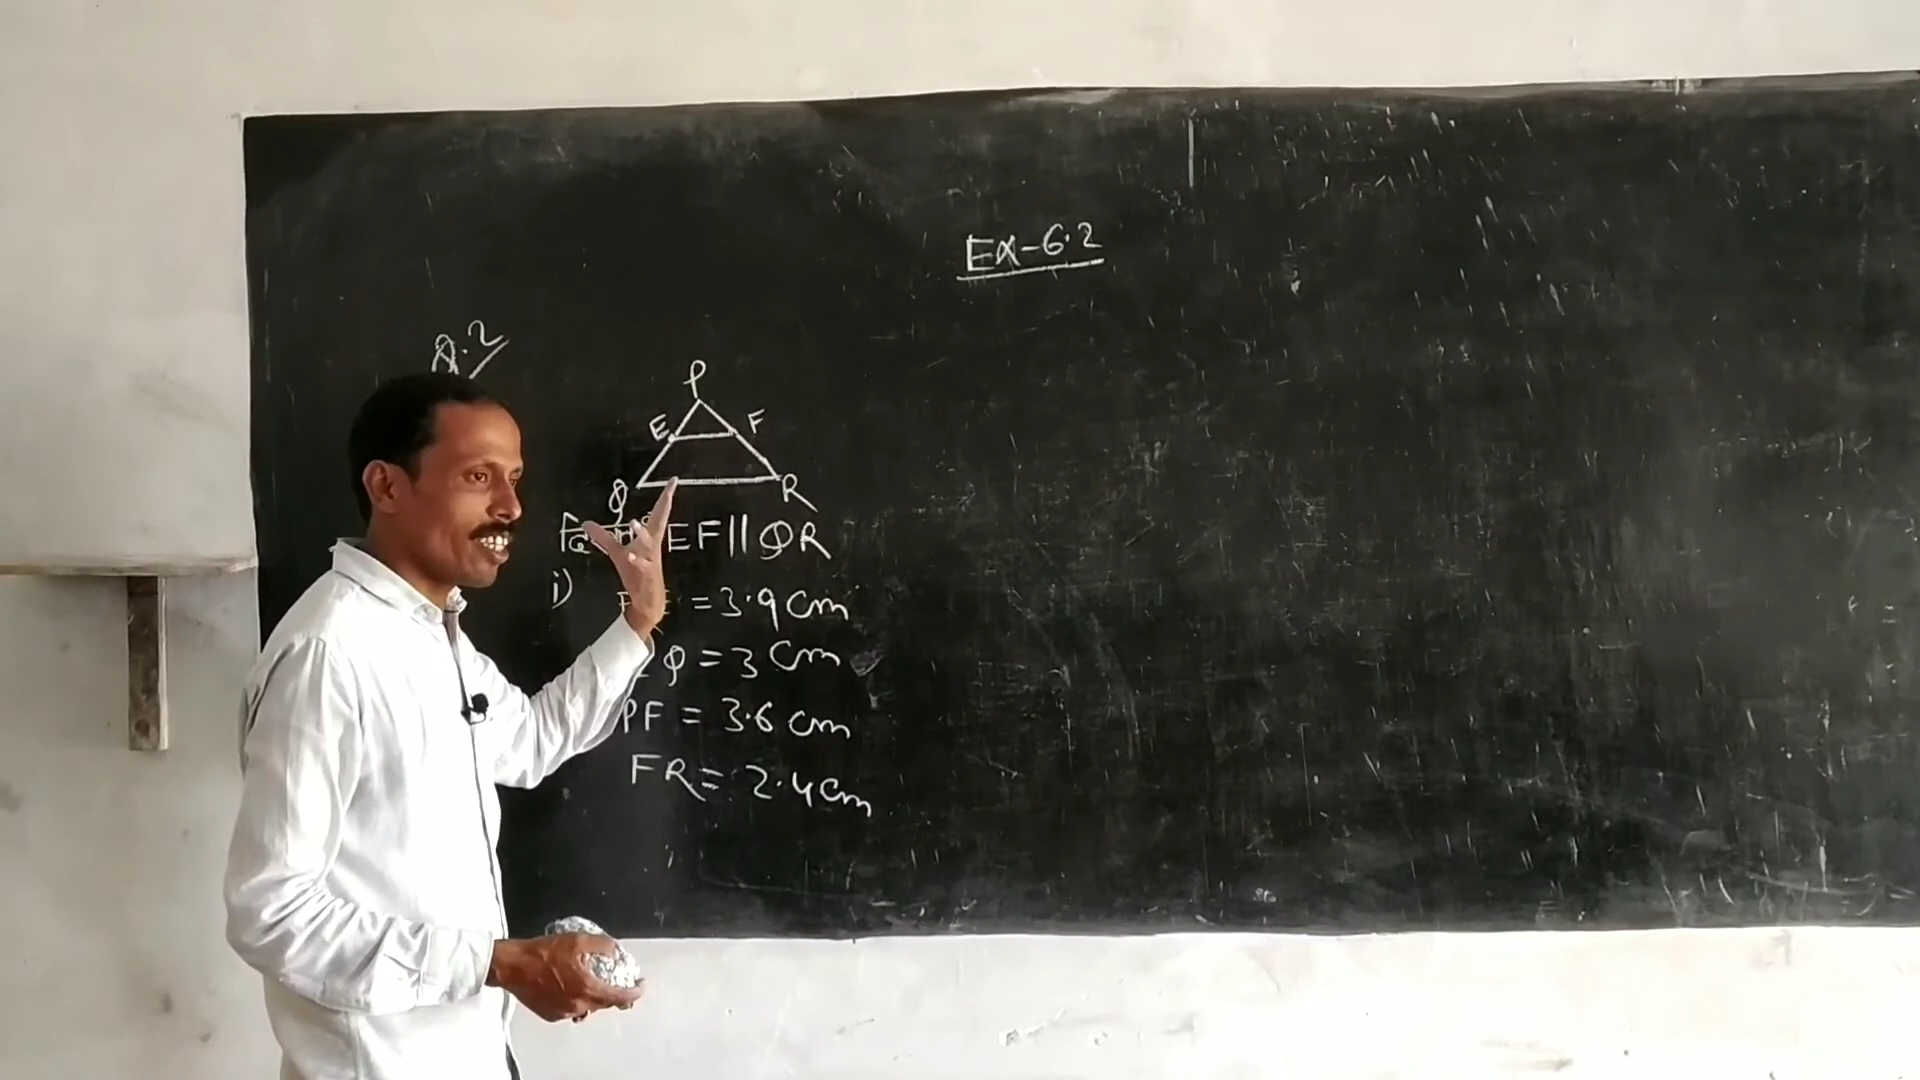 Ex-6.2
Q.2
P
E F
Q R
EF||QR
i) = 3.9 cm
Q = 3 cm
PF = 3.6 cm
FR = 2.4 cm